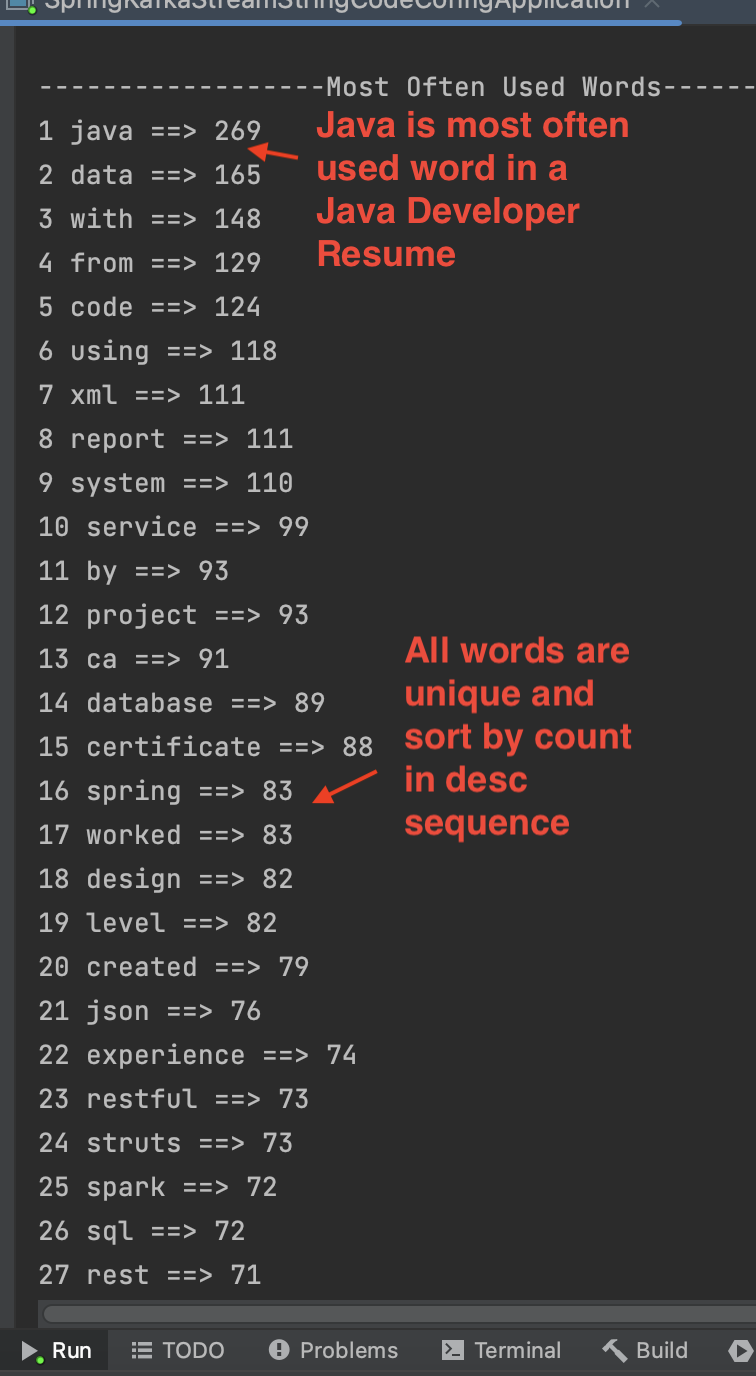 SpringKafkaStreamStringCodeConfigApplication
------------------Most Often Used Words------
1 java ==> 269
2 data ==> 165
3 with ==> 148
4 from ==> 129
5 code ==> 124
6 using ==> 118
7 xml ==> 111
8 report ==> 111
9 system ==> 110
10 service ==> 99
11 by ==> 93
12 project ==> 93
13 ca ==> 91
14 database ==> 89
15 certificate ==> 88
16 spring ==> 83
17 worked ==> 83
18 design ==> 82
19 level ==> 82
20 created ==> 79
21 json ==> 76
22 experience ==> 74
23 restful ==> 73
24 struts ==> 73
25 spark ==> 72
26 sql ==> 72
27 rest ==> 71
Java is most often
used word in a
Java Developer
Resume
All words are
unique and
sort by count
in desc
sequence
Run TODO Problems Terminal Build